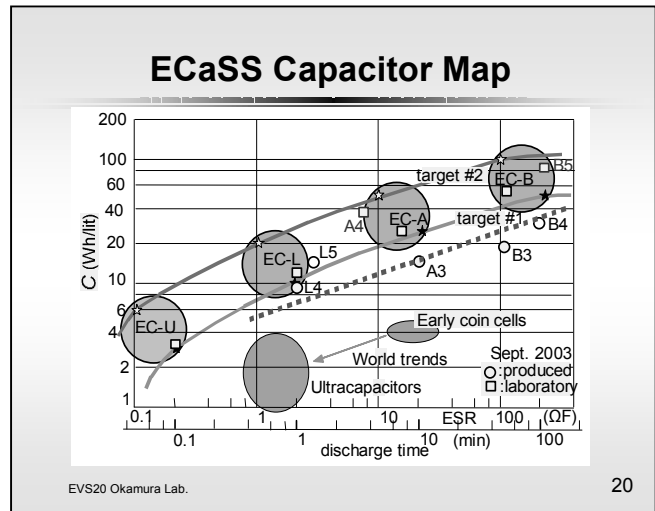 ECaSS Capacitor Map
200
100
60
40
20
10
6
4
2
1
C (Wh/lit)
target #2
B5
EC-B
target #1
A4
EC-A
B4
B3
L5
A3
EC-L
L4
EC-U
Early coin cells
World trends
Ultracapacitors
Sept. 2003
:produced
:laboratory
0.1 1 10 ESR 100 (ΩF)
0.1 1 10 (min) 100
discharge time
EVS20 Okamura Lab. 20